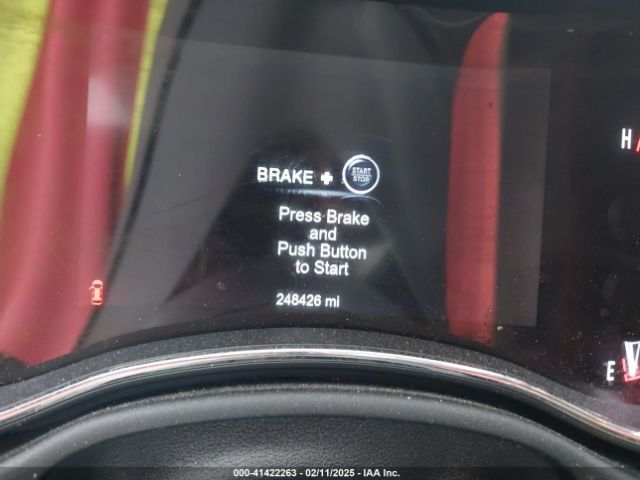 H
BRAKE + START STOP
Press Brake
and
Push Button
to Start
248426 mi
E
000-41422263 - 02/11/2025 - IAA Inc.